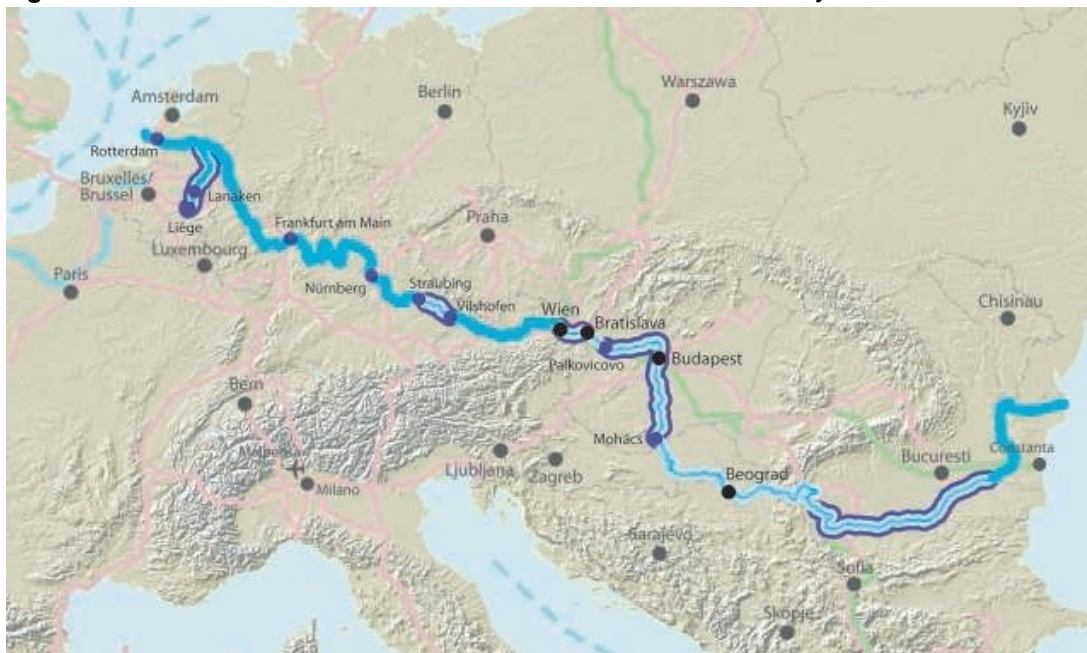 Amsterdam
Berlin
Warszawa
Kyjiv
Rotterdam
Bruxelles/
Brussel
Lanaken
Liège
Frankfurt am Main
Praha
Luxembourg
Paris
Nürnberg
Straubing
Vilshofen
Wien
Bratislava
Chisinau
Palkovicovo
Budapest
Bern
Mohács
Malpensa
Milano
Ljubljana
Zagreb
Beograd
Bucuresti
Constanta
Sarajevo
Sofia
Skopje